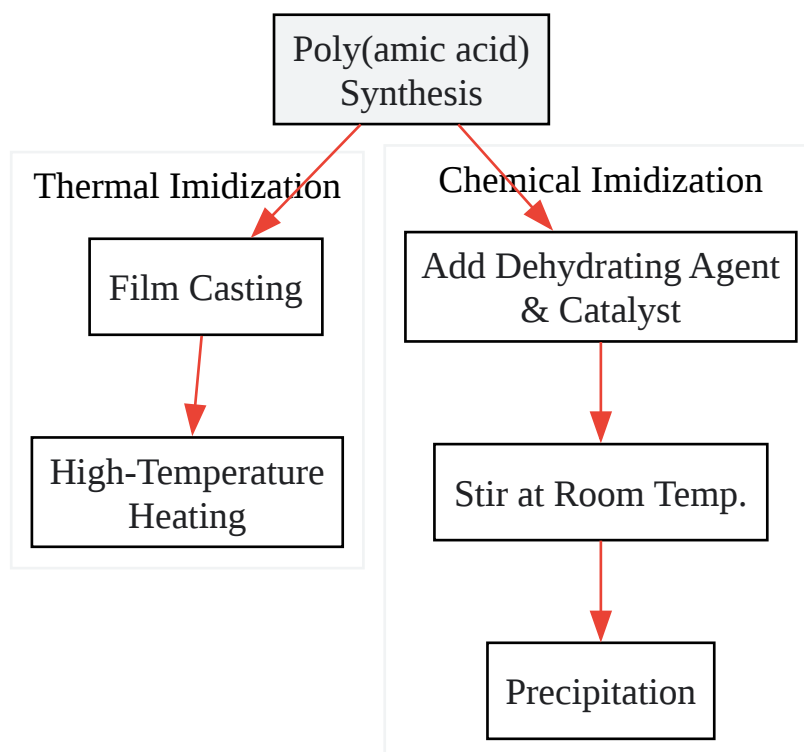 Poly(amic acid)
Synthesis
Thermal Imidization
Film Casting
High-Temperature
Heating
Chemical Imidization
Add Dehydrating Agent
& Catalyst
Stir at Room Temp.
Precipitation